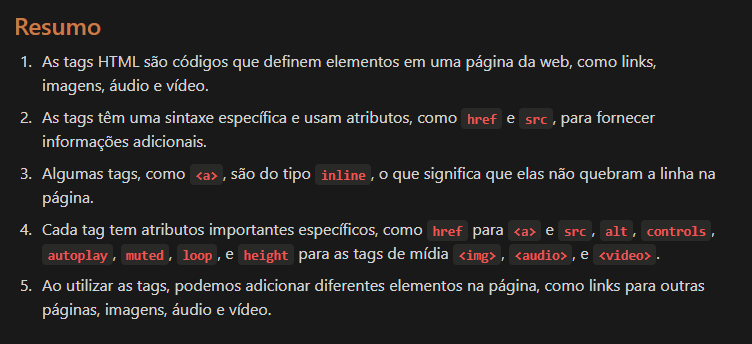 Resumo
1. As tags HTML são códigos que definem elementos em uma página da web, como links,
imagens, áudio e vídeo.
2. As tags têm uma sintaxe específica e usam atributos, como href e src, para fornecer
informações adicionais.
3. Algumas tags, como <a>, são do tipo inline, o que significa que elas não quebram a linha na
página.
4. Cada tag tem atributos importantes específicos, como href para <a> e src, alt, controls,
autoplay, muted, loop, e height para as tags de mídia <img>, <audio>, e <video>.
5. Ao utilizar as tags, podemos adicionar diferentes elementos na página, como links para outras
páginas, imagens, áudio e vídeo.